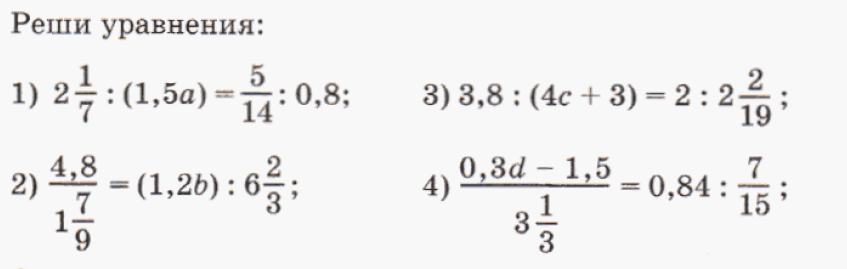 Реши уравнения:
1) 2 1/7 : (1,5a) = 5/14 : 0,8;
3) 3,8 : (4c + 3) = 2 : 2 2/19 ;
2) 4,8 / 1 7/9 = (1,2b) : 6 2/3 ;
4) (0,3d – 1,5) / 3 1/3 = 0,84 : 7/15 ;